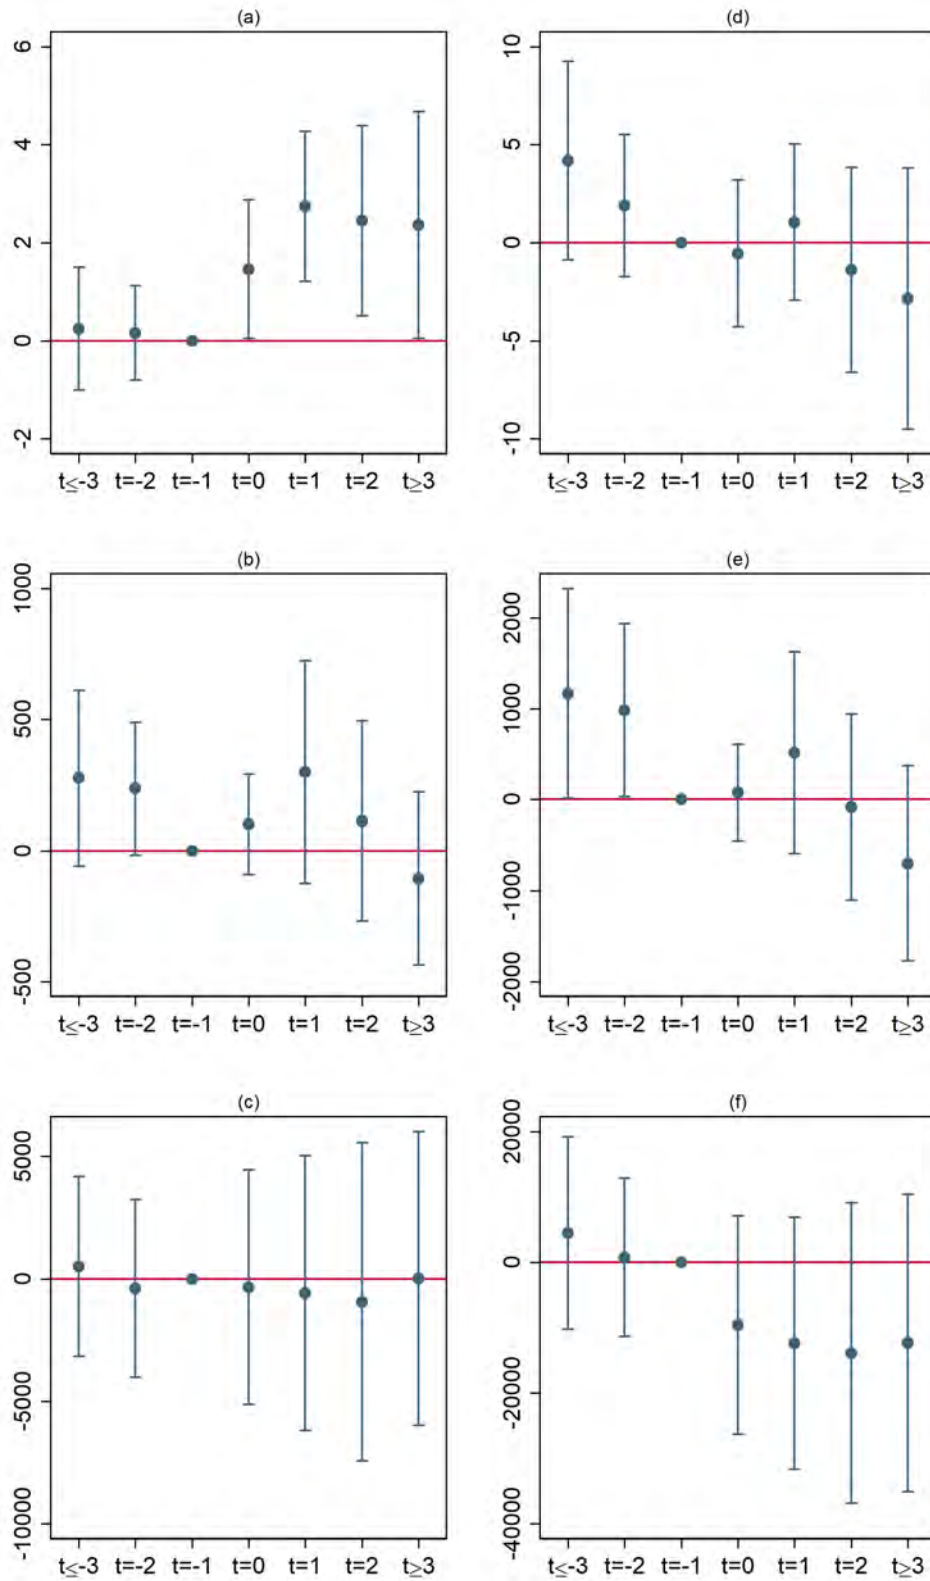 (a)
6
4
2
0
-2
t≤-3 t=-2 t=-1 t=0 t=1 t=2 t≥3
(d)
10
5
0
-5
-10
t≤-3 t=-2 t=-1 t=0 t=1 t=2 t≥3
(b)
1000
500
0
-500
t≤-3 t=-2 t=-1 t=0 t=1 t=2 t≥3
(e)
2000
1000
0
-1000
-2000
t≤-3 t=-2 t=-1 t=0 t=1 t=2 t≥3
(c)
5000
0
-5000
-10000
t≤-3 t=-2 t=-1 t=0 t=1 t=2 t≥3
(f)
20000
0
-20000
-40000
t≤-3 t=-2 t=-1 t=0 t=1 t=2 t≥3